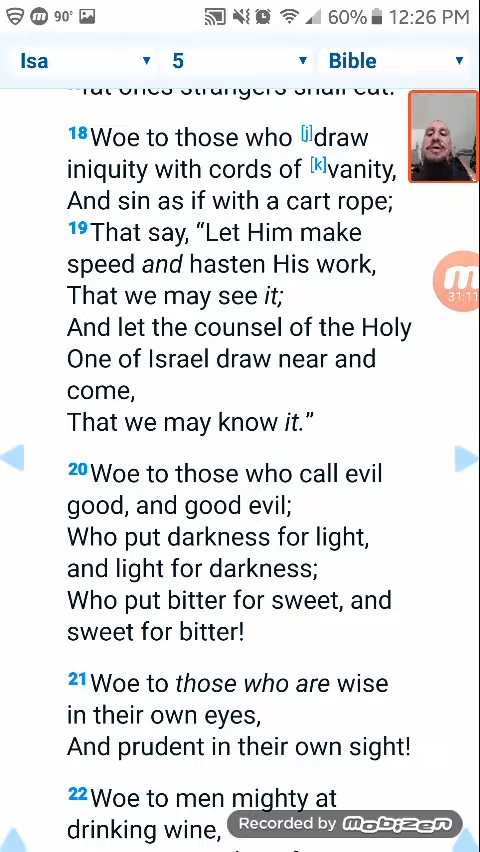 90° 60% 12:26 PM
Isa 5 Bible
that ones strangers shall eat.
18 Woe to those who [j]draw
iniquity with cords of [k]vanity,
And sin as if with a cart rope;
19 That say, “Let Him make
speed and hasten His work,
That we may see it;
And let the counsel of the Holy
One of Israel draw near and
come,
That we may know it.”
20 Woe to those who call evil
good, and good evil;
Who put darkness for light,
and light for darkness;
Who put bitter for sweet, and
sweet for bitter!
21 Woe to those who are wise
in their own eyes,
And prudent in their own sight!
22 Woe to men mighty at
drinking wine,
31:11
Recorded by mobizen